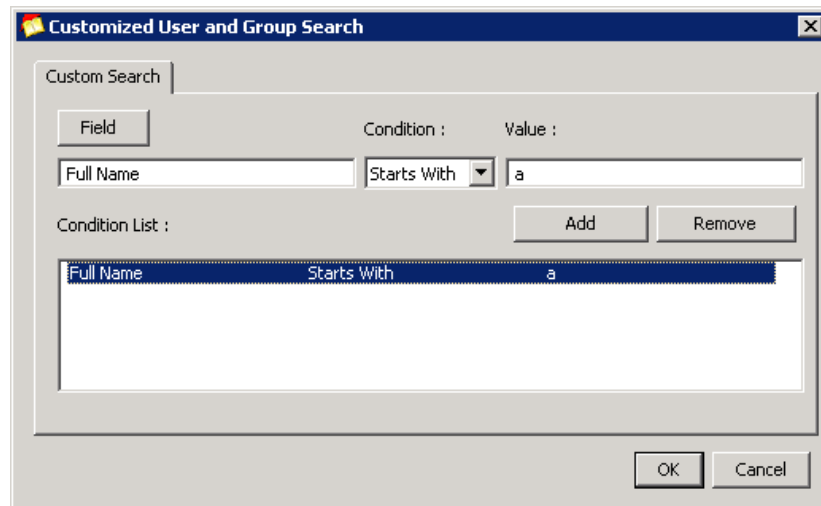 Customized User and Group Search
Custom Search
Field Condition : Value :
Full Name Starts With a
Condition List : Add Remove
Full Name Starts With a
OK Cancel